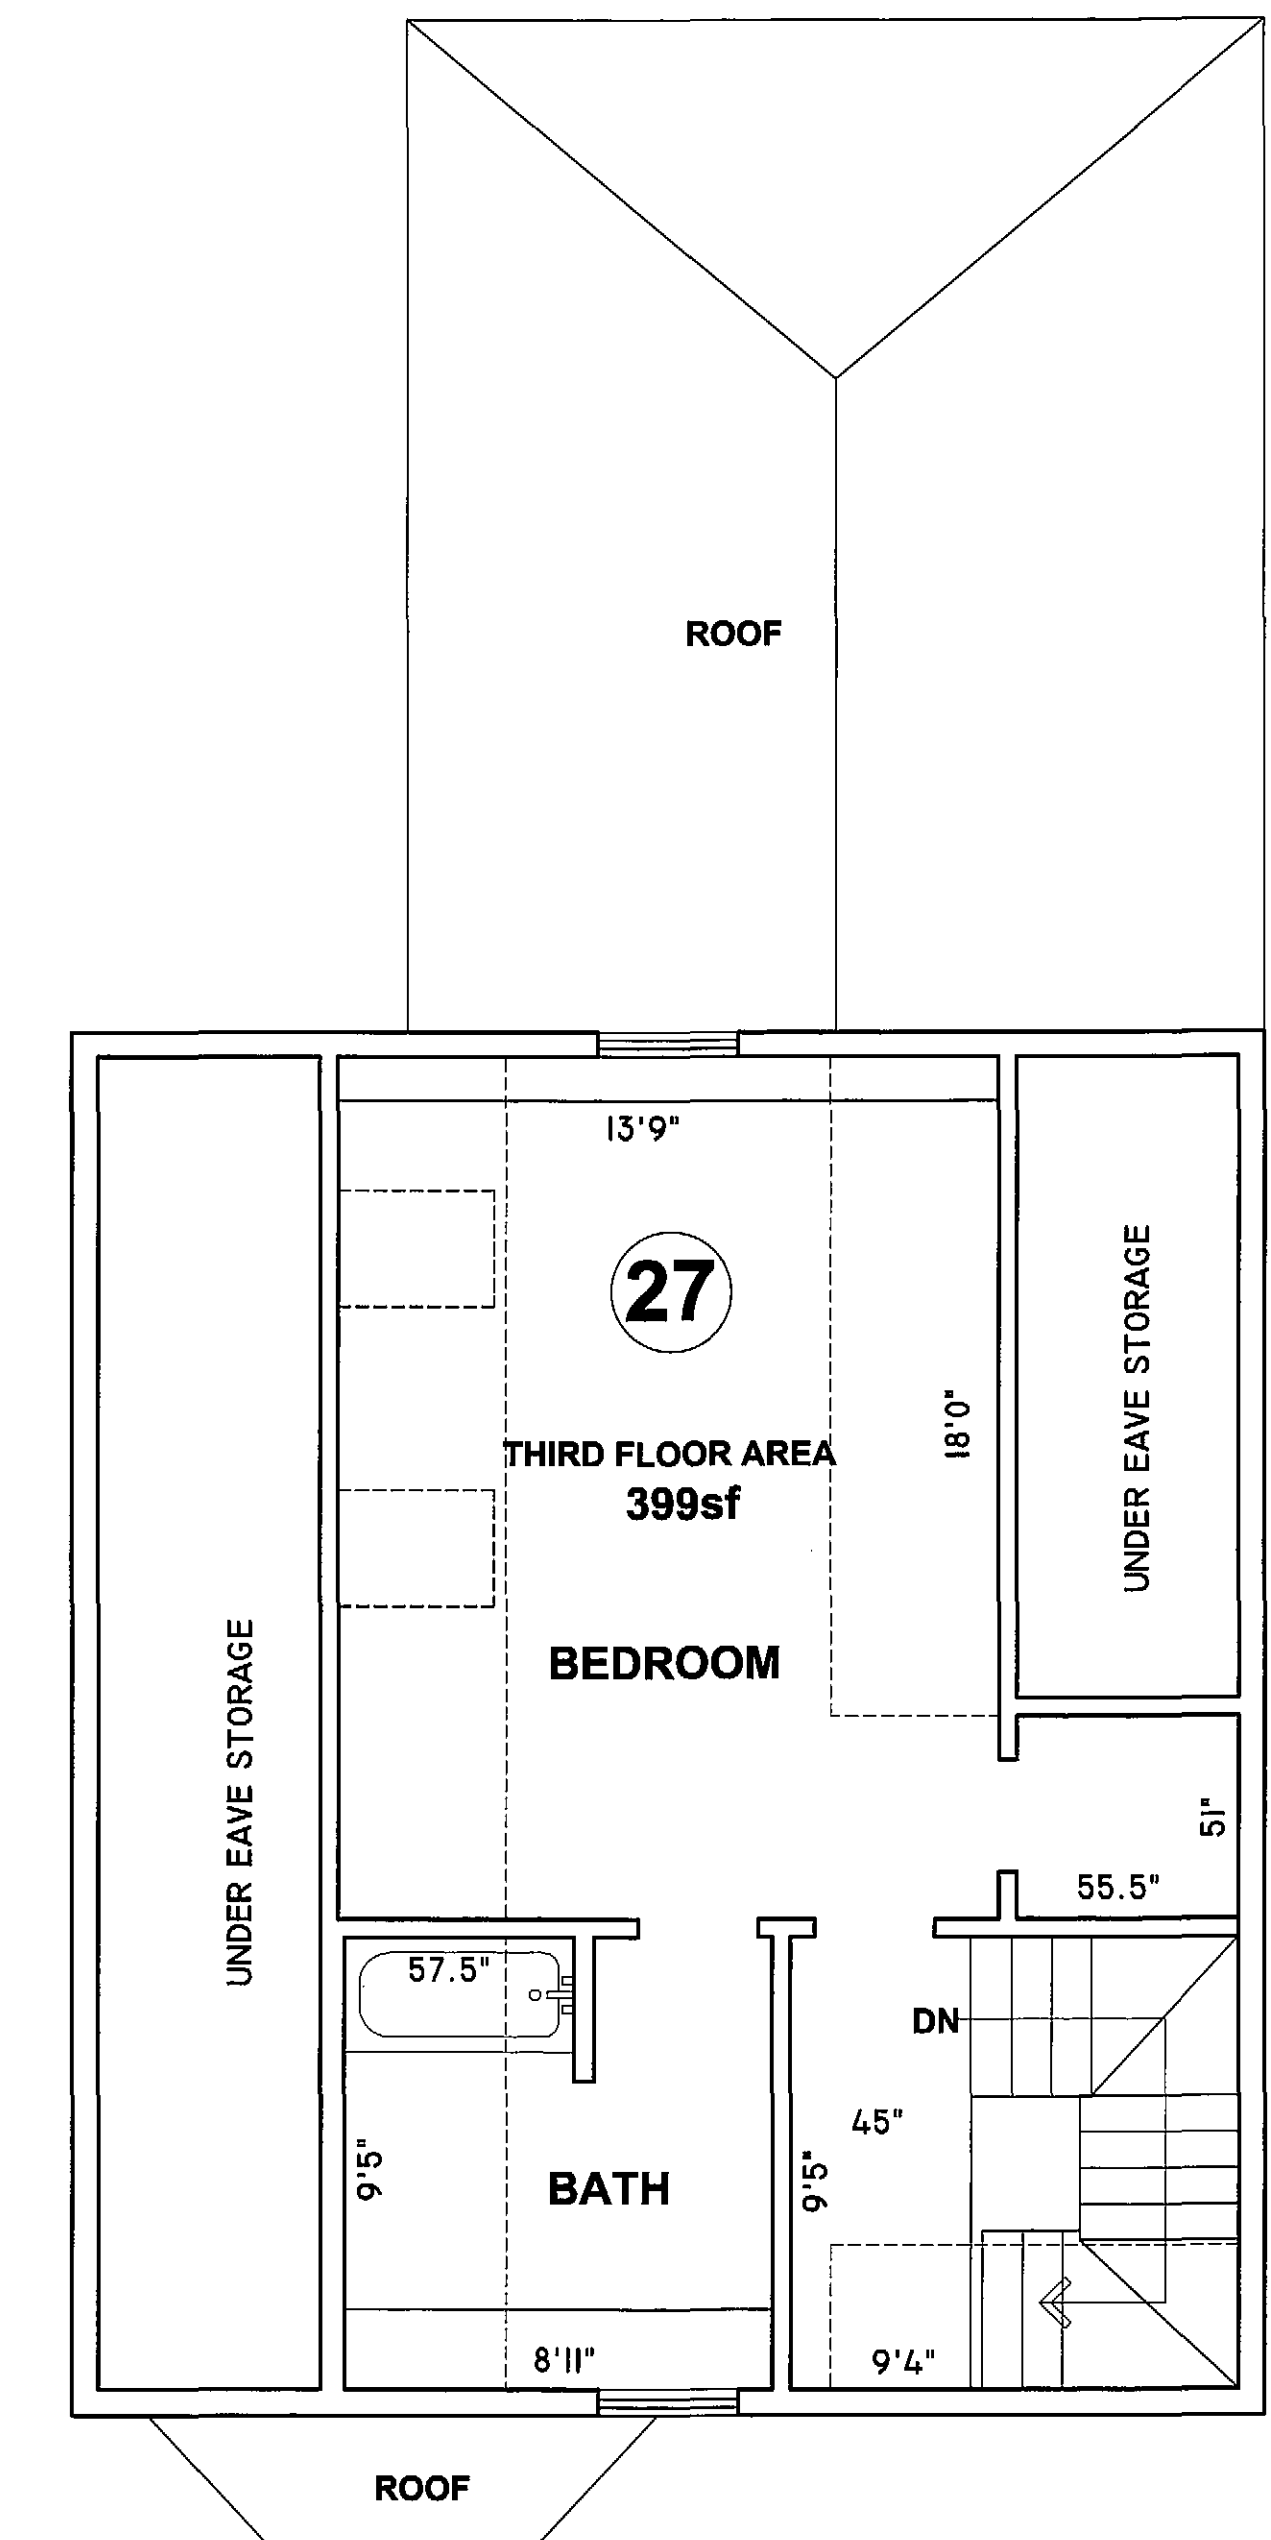 ROOF
13'9"
27
UNDER EAVE STORAGE
18'0"
THIRD FLOOR AREA
399sf
BEDROOM
UNDER EAVE STORAGE
51"
55.5"
57.5"
DN
45"
9'5"
BATH
9'5"
8'11"
9'4"
ROOF